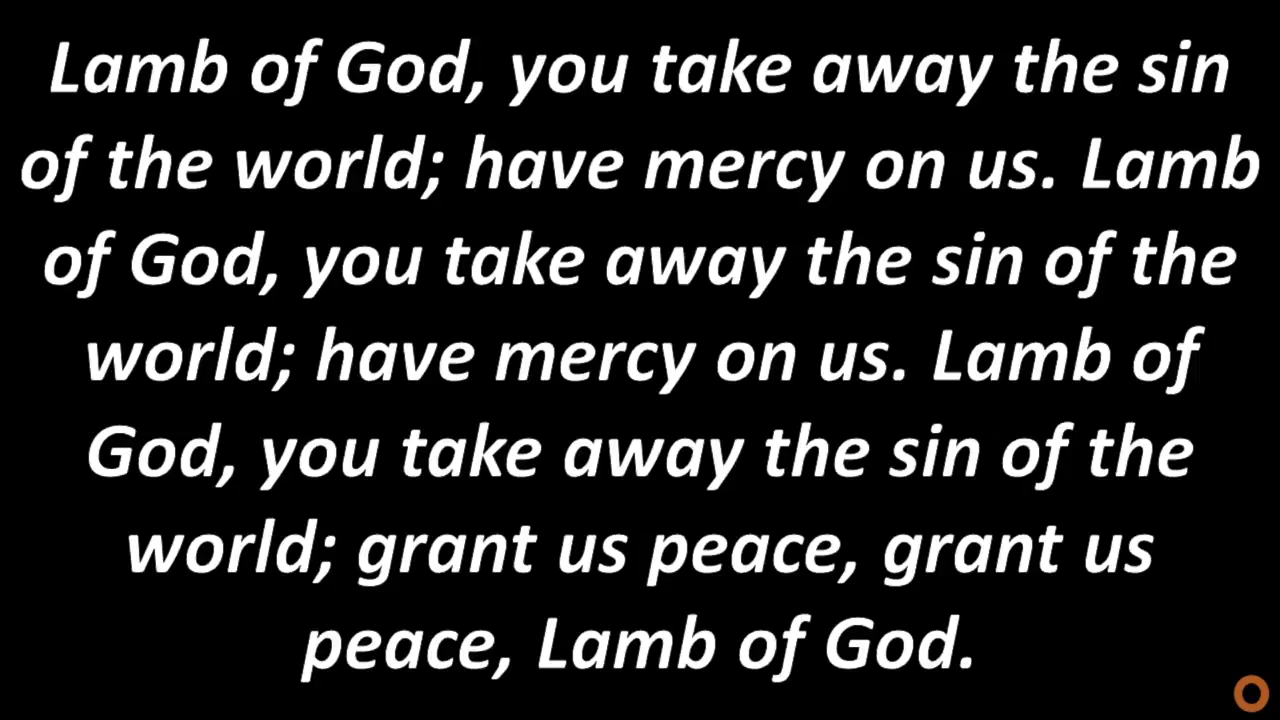 Lamb of God, you take away the sin
of the world; have mercy on us. Lamb
of God, you take away the sin of the
world; have mercy on us. Lamb of
God, you take away the sin of the
world; grant us peace, grant us
peace, Lamb of God.